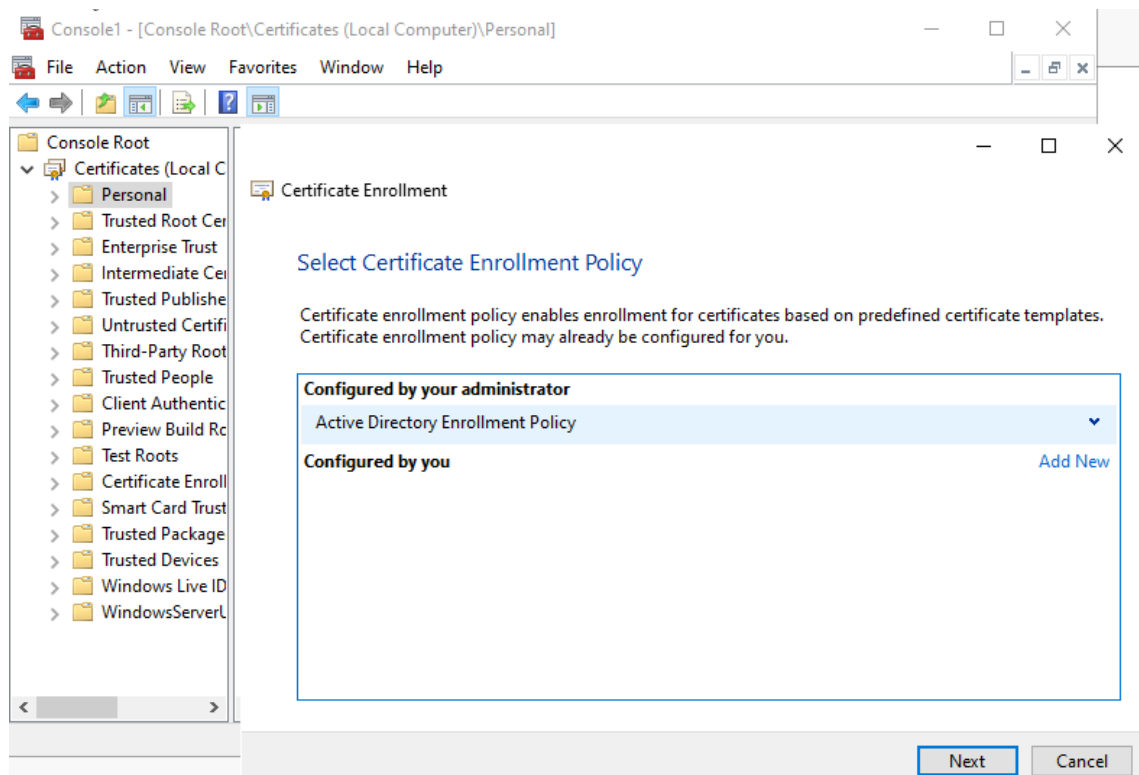 Console1 - [Console Root\Certificates (Local Computer)\Personal]
File Action View Favorites Window Help
Console Root
Certificates (Local C
Personal
Trusted Root Cer
Enterprise Trust
Intermediate Cer
Trusted Publishe
Untrusted Certifi
Third-Party Root
Trusted People
Client Authentic
Preview Build Ro
Test Roots
Certificate Enroll
Smart Card Trust
Trusted Package
Trusted Devices
Windows Live ID
WindowsServerU
Certificate Enrollment
Select Certificate Enrollment Policy
Certificate enrollment policy enables enrollment for certificates based on predefined certificate templates.
Certificate enrollment policy may already be configured for you.
Configured by your administrator
Active Directory Enrollment Policy
Configured by you Add New
Next Cancel